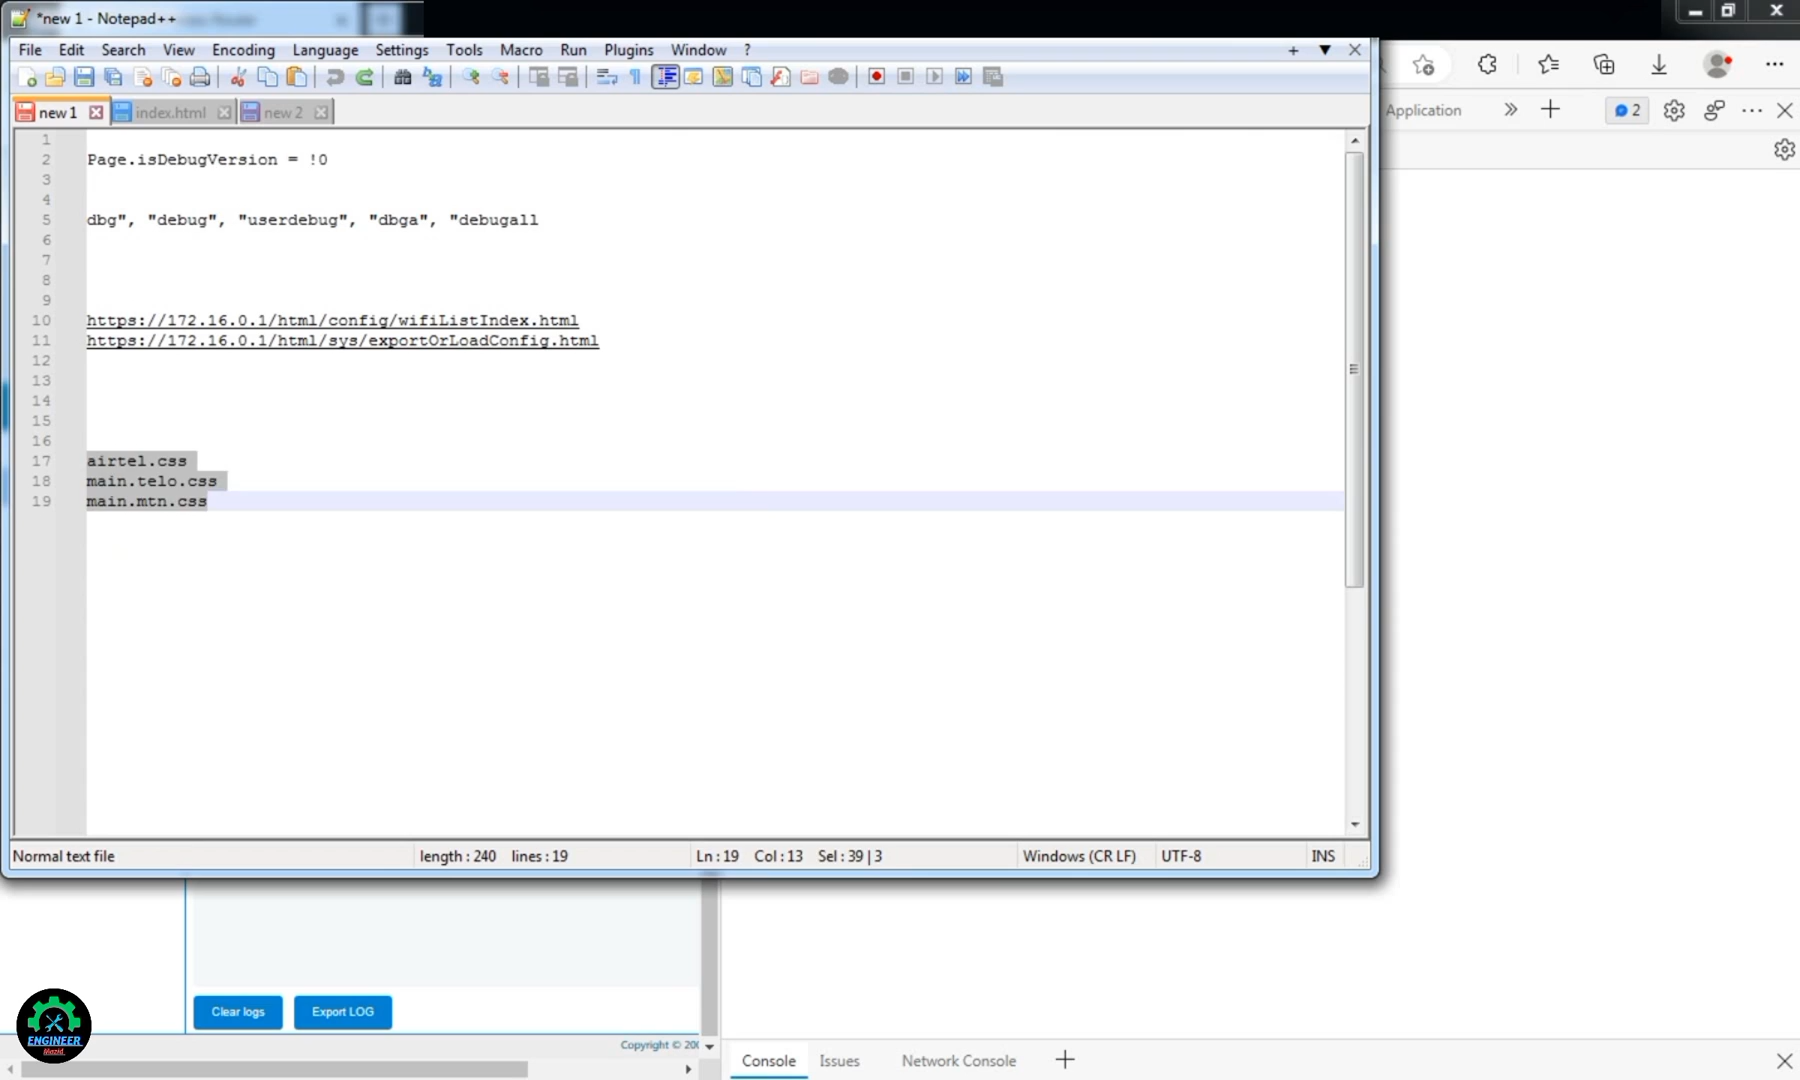 *new 1 - Notepad++
File Edit Search View Encoding Language Settings Tools Macro Run Plugins Window ?
new 1 index.html new 2
1
2 Page.isDebugVersion = !0
3
4
5 dbg", "debug", "userdebug", "dbga", "debugall
6
7
8
9
10 https://172.16.0.1/html/config/wifiListIndex.html
11 https://172.16.0.1/html/sys/exportOrLoadConfig.html
12
13
14
15
16
17 airtel.css
18 main.telo.css
19 main.mtn.css
Normal text file length : 240 lines : 19 Ln : 19 Col : 13 Sel : 39 | 3 Windows (CR LF) UTF-8 INS
Application 2
Clear logs Export LOG
Copyright © 200
Console Issues Network Console
ENGINEER
Mazid